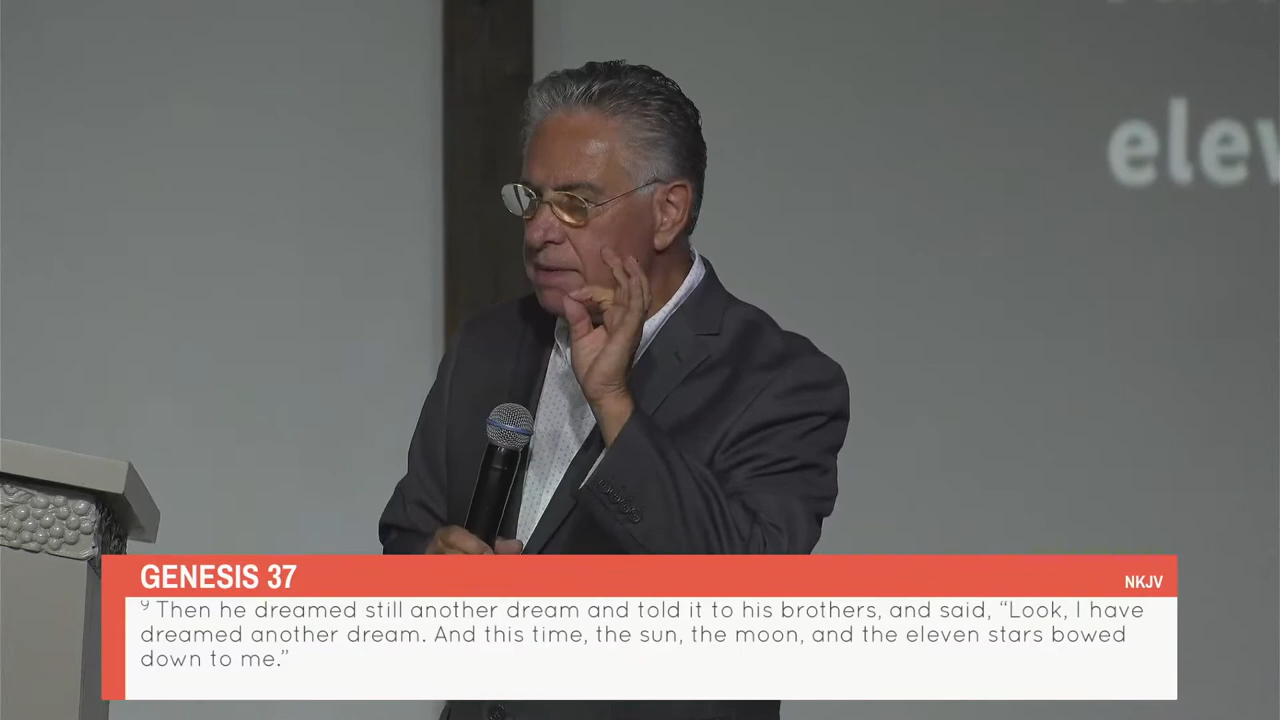 GENESIS 37
NKJV
9 Then he dreamed still another dream and told it to his brothers, and said, “Look, I have
dreamed another dream. And this time, the sun, the moon, and the eleven stars bowed
down to me.”